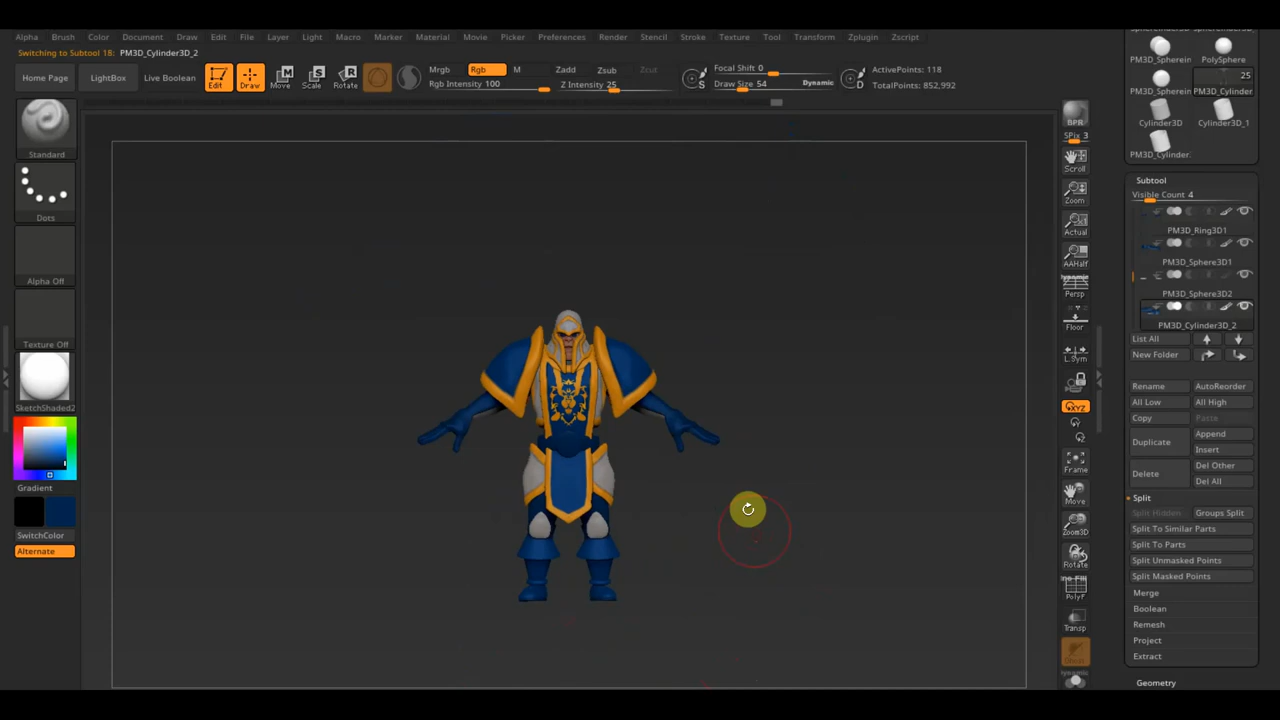 Alpha Brush Color Document Draw Edit File Layer Light Macro Marker Material Movie Picker Preferences Render Stencil Stroke Texture Tool Transform Zplugin Zscript
Switching to Subtool 18: PM3D_Cylinder3D_2
Home Page
LightBox
Live Boolean
Edit
Draw
Move
Scale
Rotate
Mrgb
Rgb
M
Zadd
Zsub
Zcut
Rgb Intensity 100
Z Intensity 25
S
Focal Shift 0
Draw Size 54
Dynamic
D
ActivePoints: 118
TotalPoints: 852,992
Standard
Dots
Alpha Off
Texture Off
SketchShaded2
Gradient
SwitchColor
Alternate
BPR
SPix 3
Scroll
Zoom
Actual
AAHalf
Persp
Floor
L.Sym
XYZ
Frame
Move
Zoom3D
Rotate
PolyF
Transp
PM3D_Spherein
PolySphere
25
PM3D_Spherein
PM3D_Cylinder
Cylinder3D
Cylinder3D_1
PM3D_Cylinder.
Subtool
Visible Count 4
PM3D_Ring3D1
PM3D_Sphere3D1
PM3D_Sphere3D2
PM3D_Cylinder3D_2
List All
New Folder
Rename
AutoReorder
All Low
All High
Copy
Paste
Duplicate
Append
Insert
Delete
Del Other
Del All
Split
Split Hidden
Groups Split
Split To Similar Parts
Split To Parts
Split Unmasked Points
Split Masked Points
Merge
Boolean
Remesh
Project
Extract
Geometry